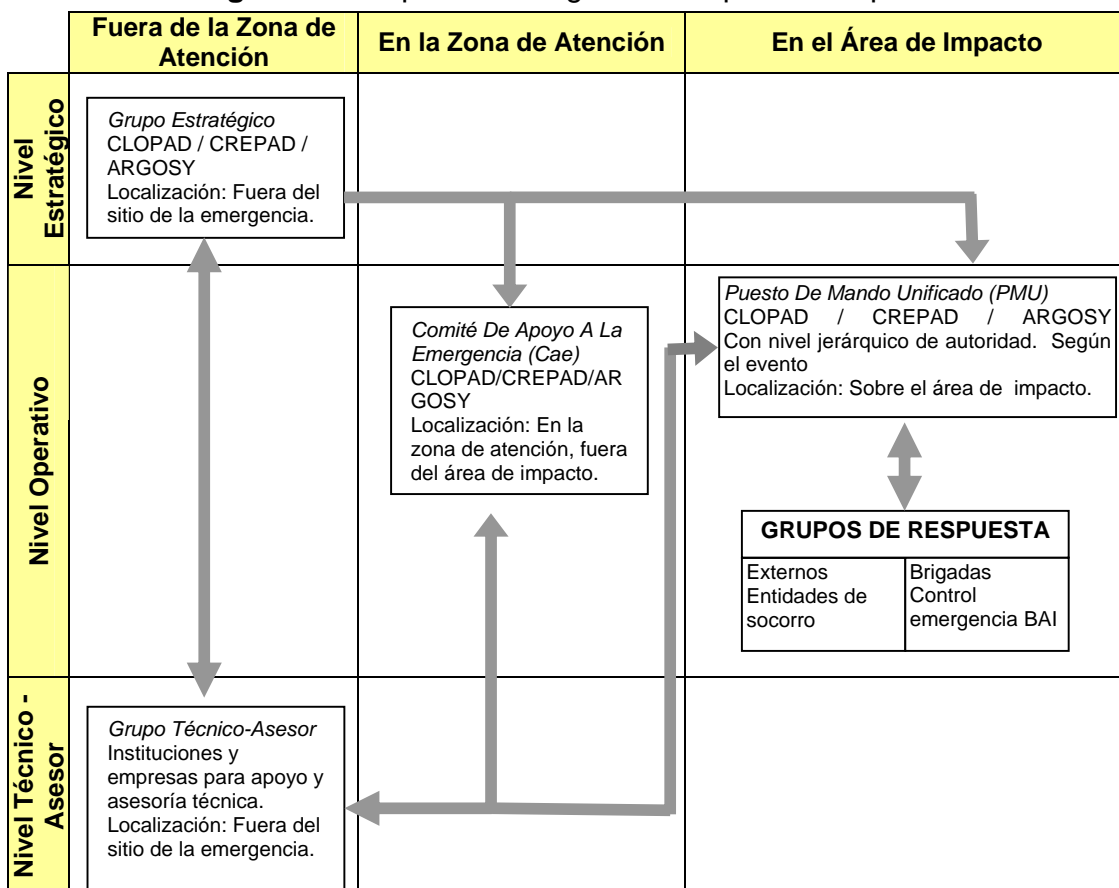 Fuera de la Zona de
Atención
En la Zona de Atención
En el Área de Impacto
Nivel
Estratégico
Grupo Estratégico
CLOPAD / CREPAD /
ARGOSY
Localización: Fuera del
sitio de la emergencia.
Nivel Operativo
Comité De Apoyo A La
Emergencia (Cae)
CLOPAD/CREPAD/AR
GOSY
Localización: En la
zona de atención, fuera
del área de impacto.
Puesto De Mando Unificado (PMU)
CLOPAD / CREPAD / ARGOSY
Con nivel jerárquico de autoridad. Según
el evento
Localización: Sobre el área de impacto.
GRUPOS DE RESPUESTA
Externos
Entidades de
socorro
Brigadas
Control
emergencia BAI
Nivel Técnico -
Asesor
Grupo Técnico-Asesor
Instituciones y
empresas para apoyo y
asesoría técnica.
Localización: Fuera del
sitio de la emergencia.